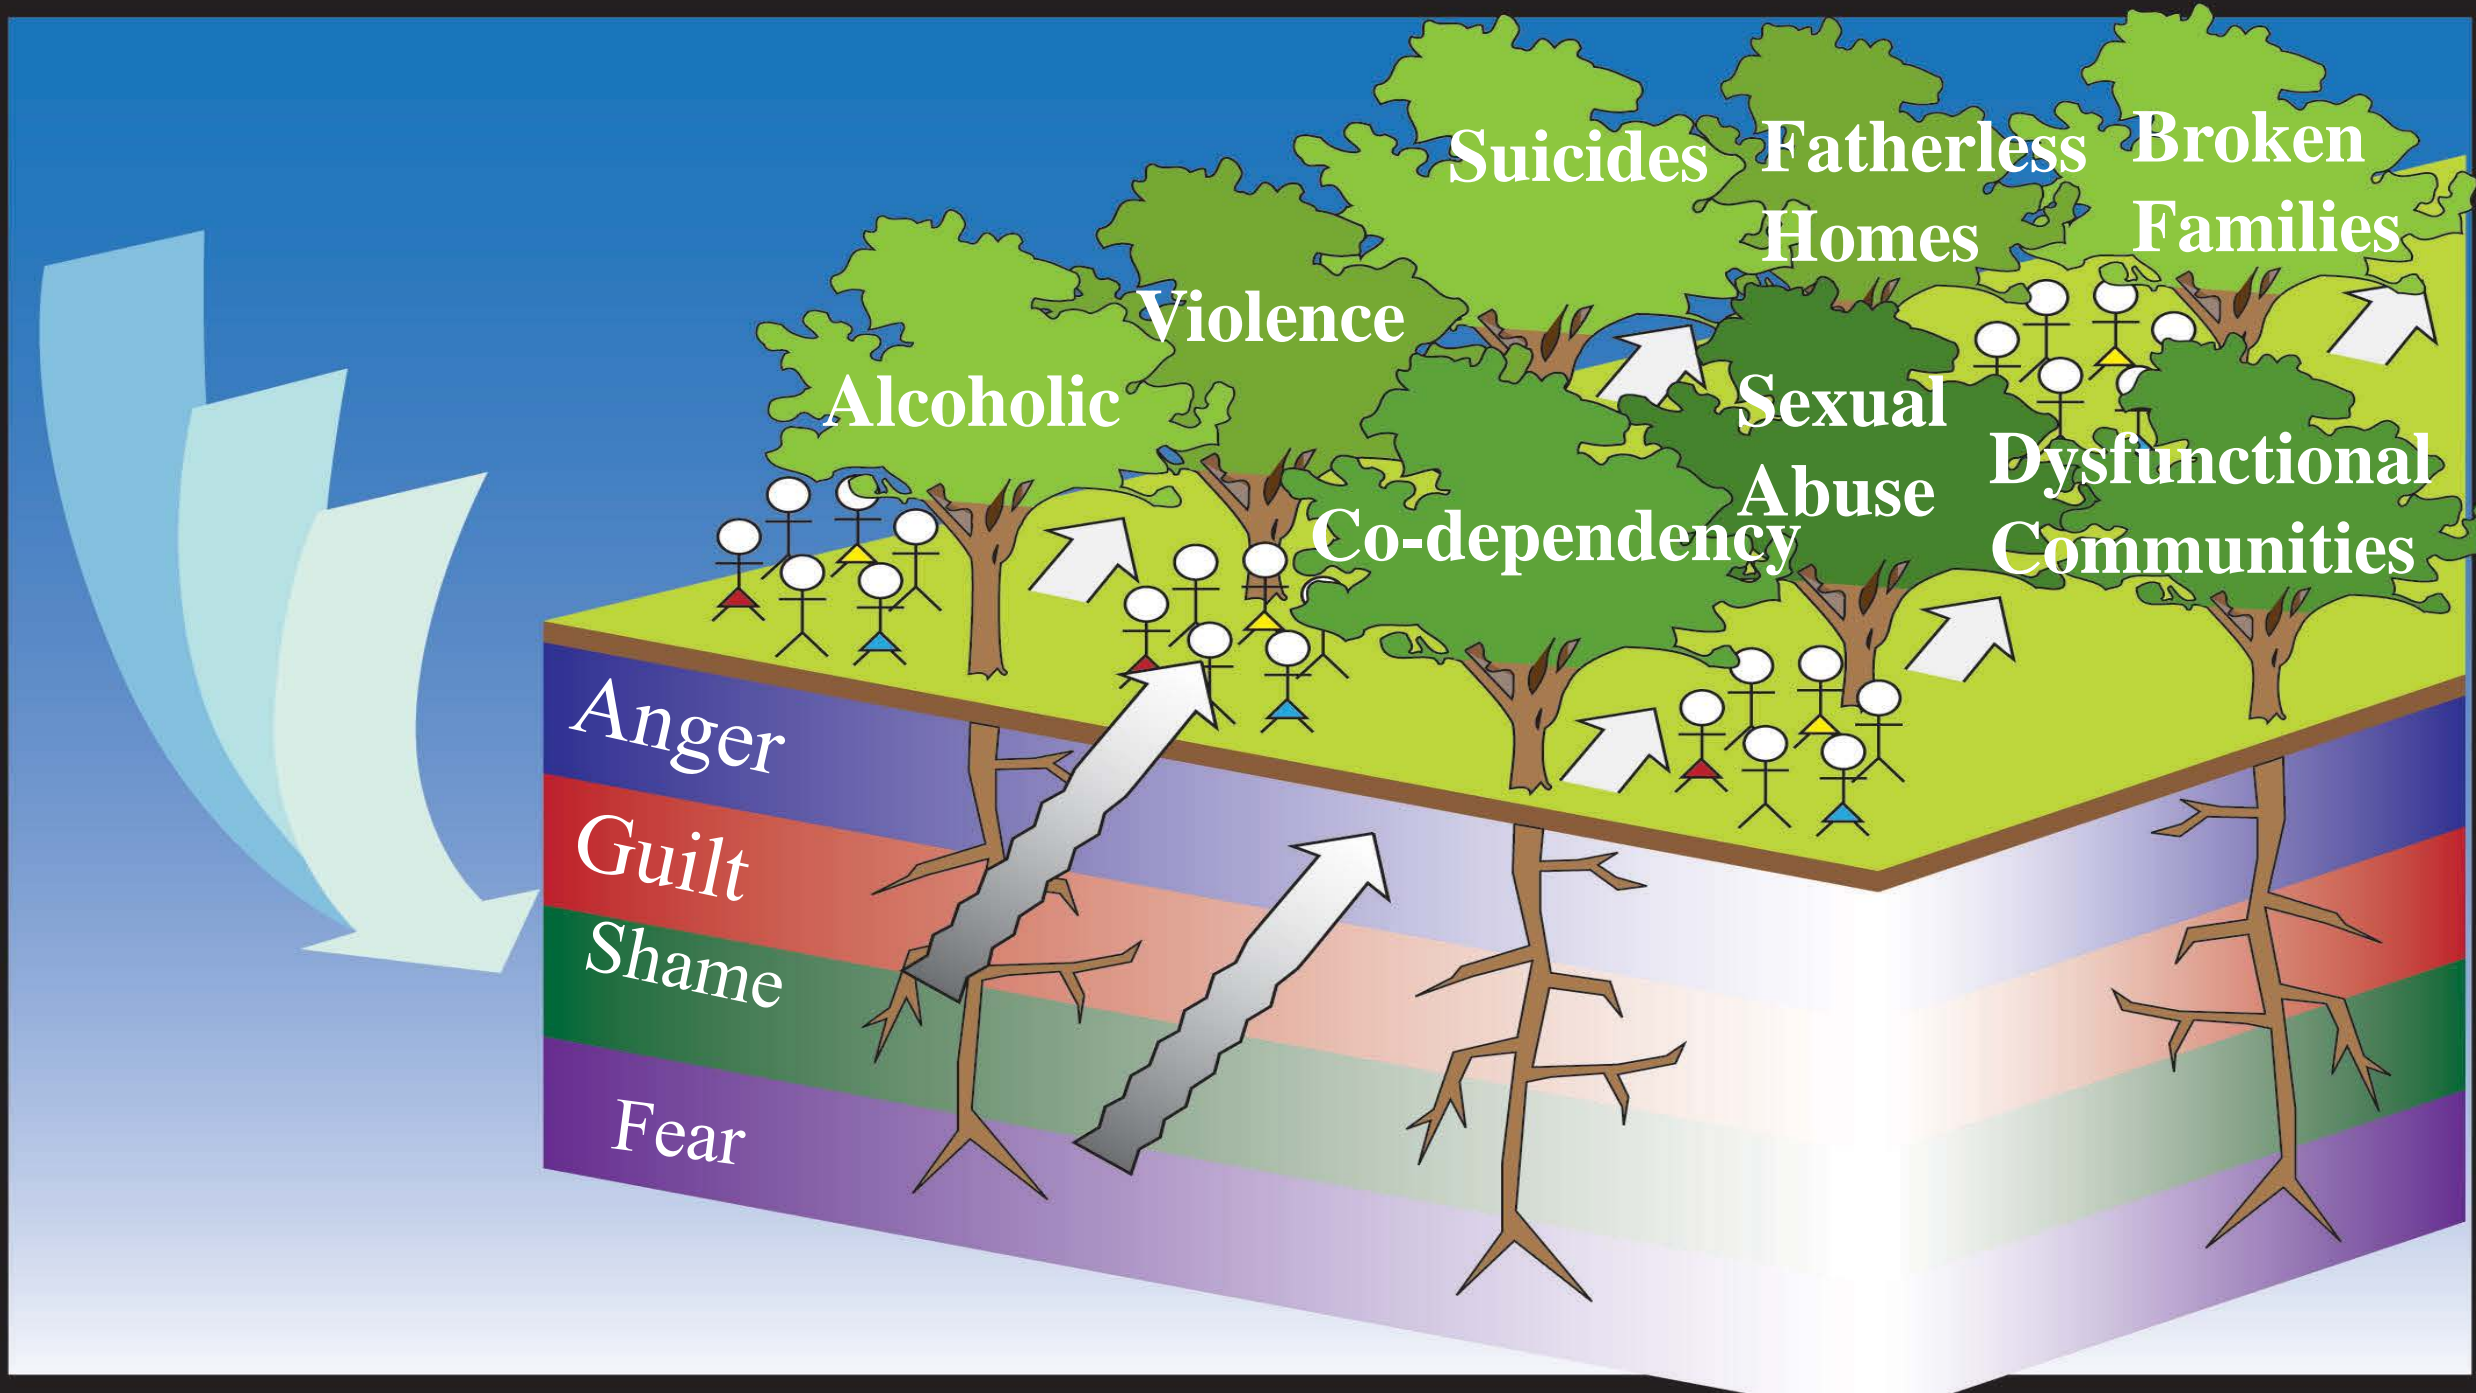 Suicides
Fatherless
Homes
Broken
Families
Violence
Alcoholic
Sexual
Abuse
Co-dependency
Dysfunctional
Communities
Anger
Guilt
Shame
Fear